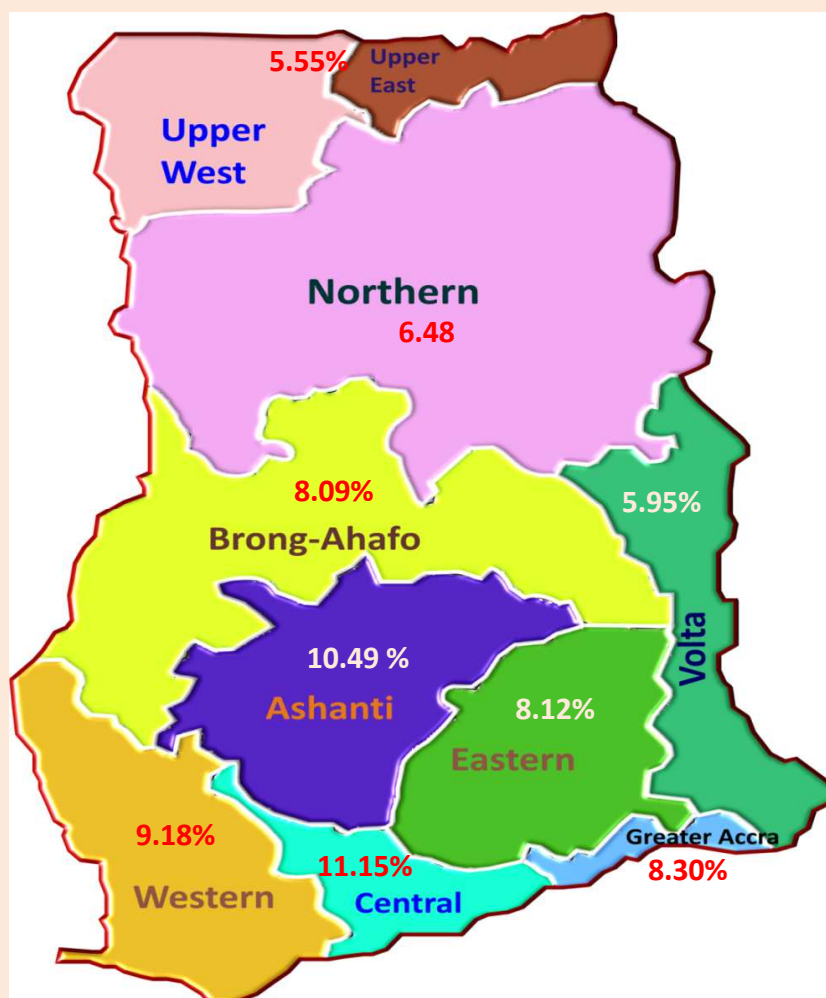 5.55%
Upper
East
Upper
West
Northern
6.48
8.09%
Brong-Ahafo
5.95%
Volta
10.49 %
Ashanti
8.12%
Eastern
9.18%
Western
11.15%
Central
Greater Accra
8.30%